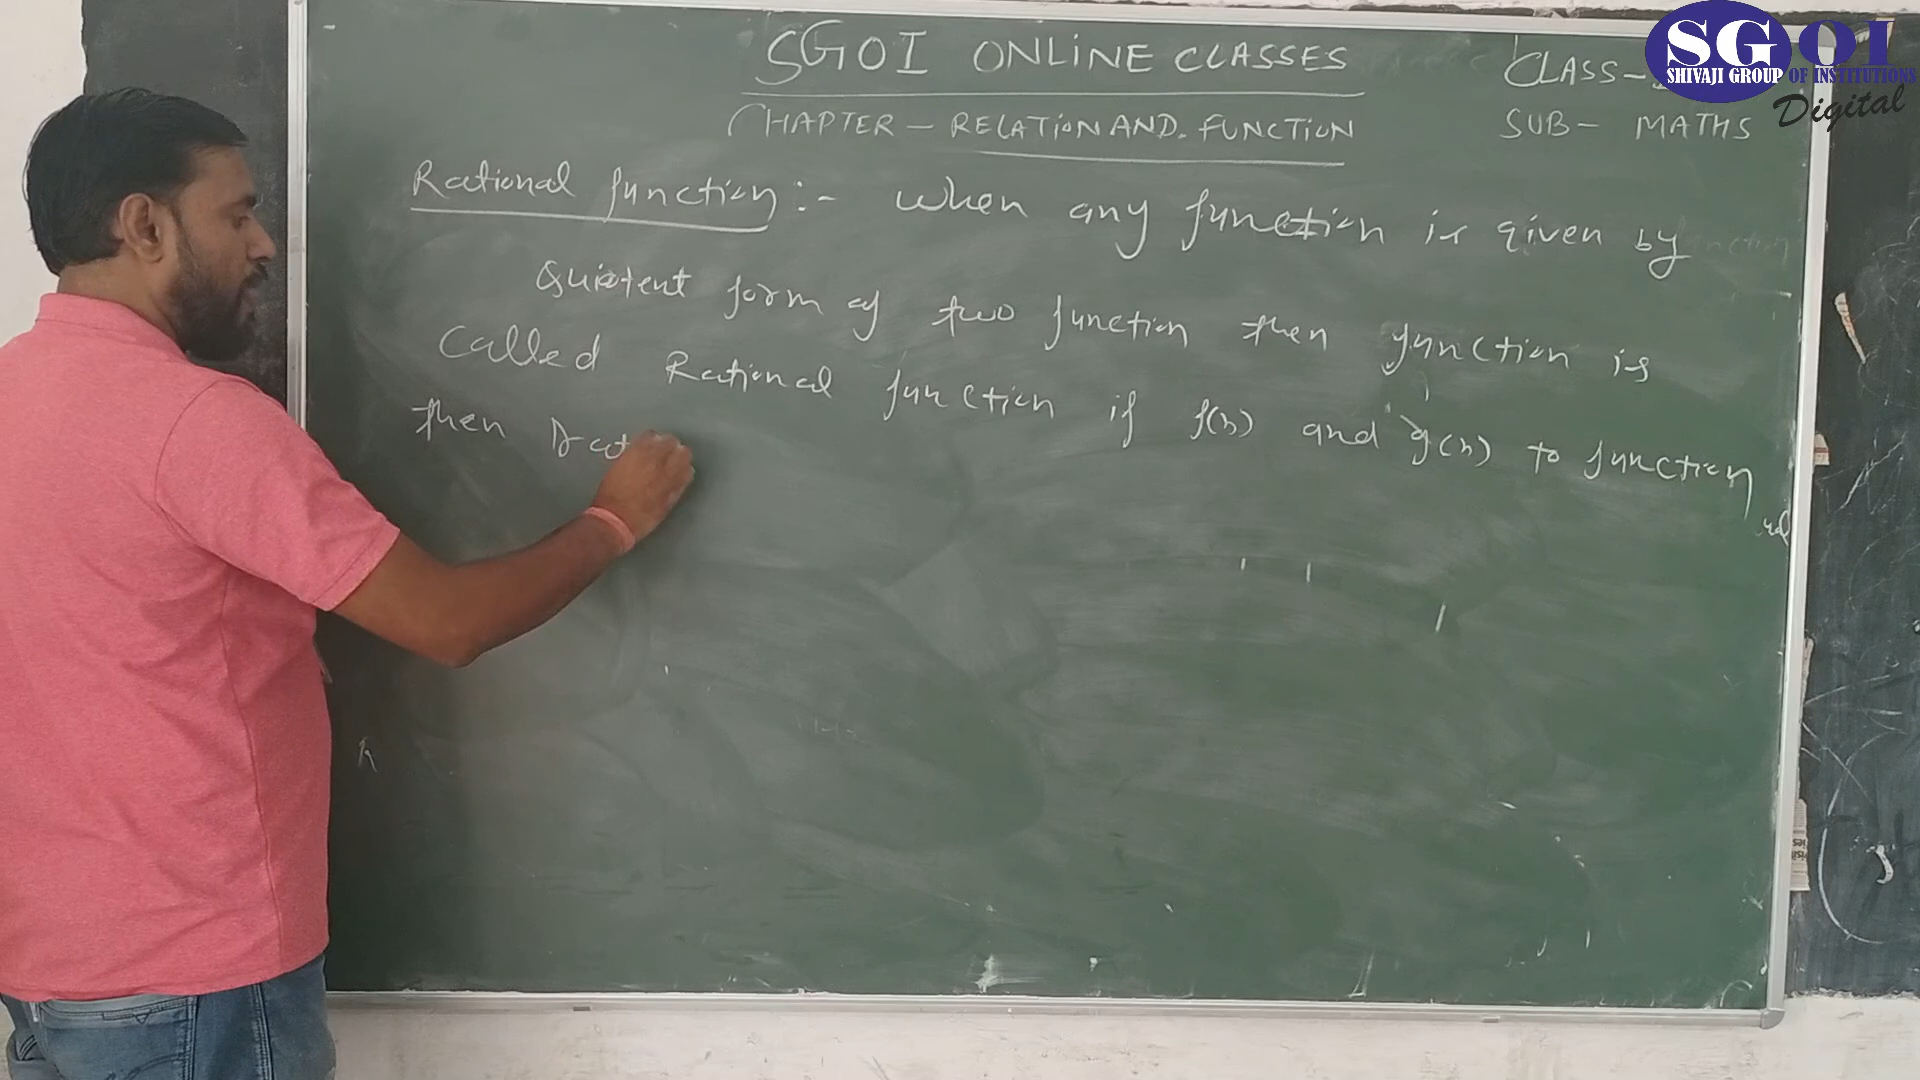 SGOI ONLINE CLASSES
CLASS-
SGOI
SHIVAJI GROUP OF INSTITUTIONS
Digital
CHAPTER - RELATION AND FUNCTION
SUB - MATHS
Rational function :- when any function is given by
Quiotent form of two function then function is
Called Rational function if f(x) and g(x) to function
then